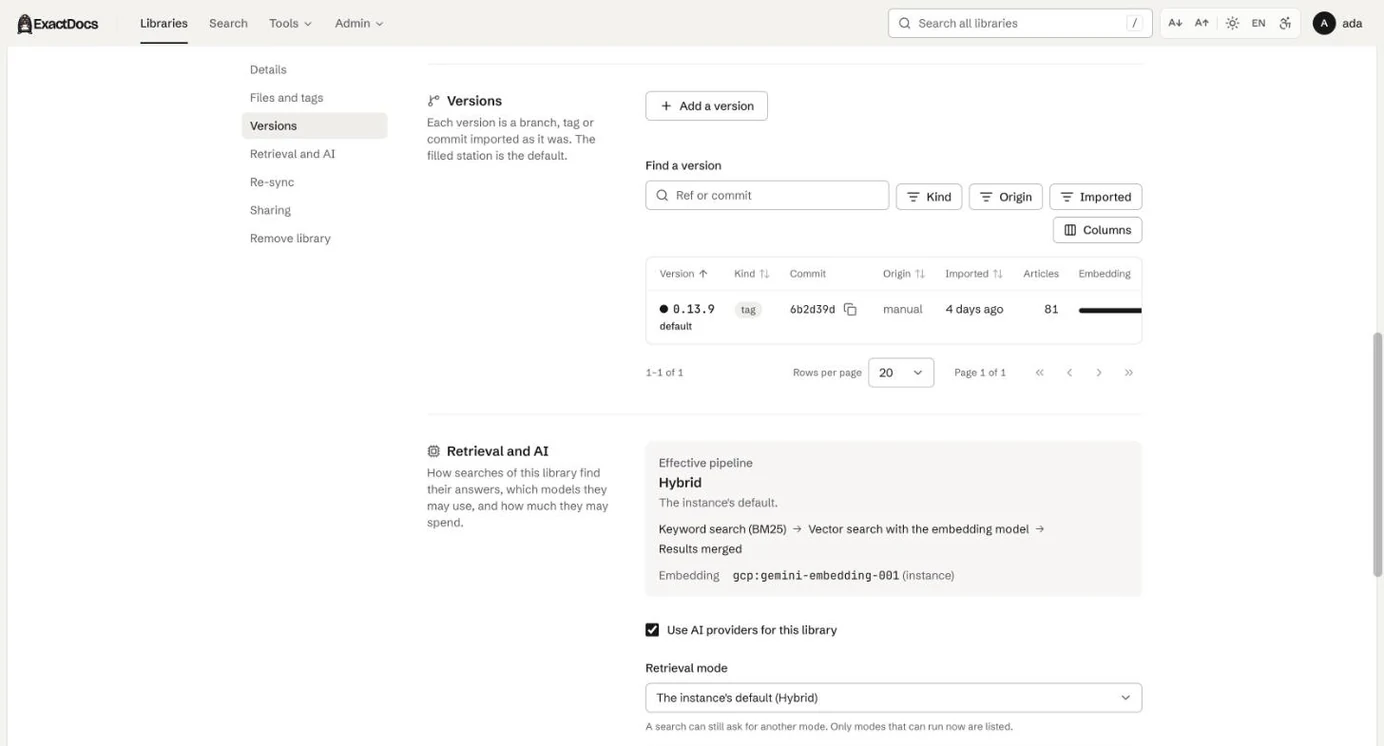 ExactDocs
Libraries Search Tools Admin
Search all libraries /
A↓ A↑ EN A ada
Details
Files and tags
Versions
Retrieval and AI
Re-sync
Sharing
Remove library
Versions
Each version is a branch, tag or
commit imported as it was. The
filled station is the default.
+ Add a version
Find a version
Ref or commit
Kind Origin Imported
Columns
Version ↑ Kind ↑↓ Commit Origin ↑↓ Imported ↑↓ Articles Embedding
0.13.9 tag 6b2d39d manual 4 days ago 81
default
1–1 of 1 Rows per page 20 Page 1 of 1 « ‹ › »
Retrieval and AI
How searches of this library find
their answers, which models they
may use, and how much they may
spend.
Effective pipeline
Hybrid
The instance's default.
Keyword search (BM25) → Vector search with the embedding model →
Results merged
Embedding gcp:gemini-embedding-001 (instance)
Use AI providers for this library
Retrieval mode
The instance's default (Hybrid)
A search can still ask for another mode. Only modes that can run now are listed.